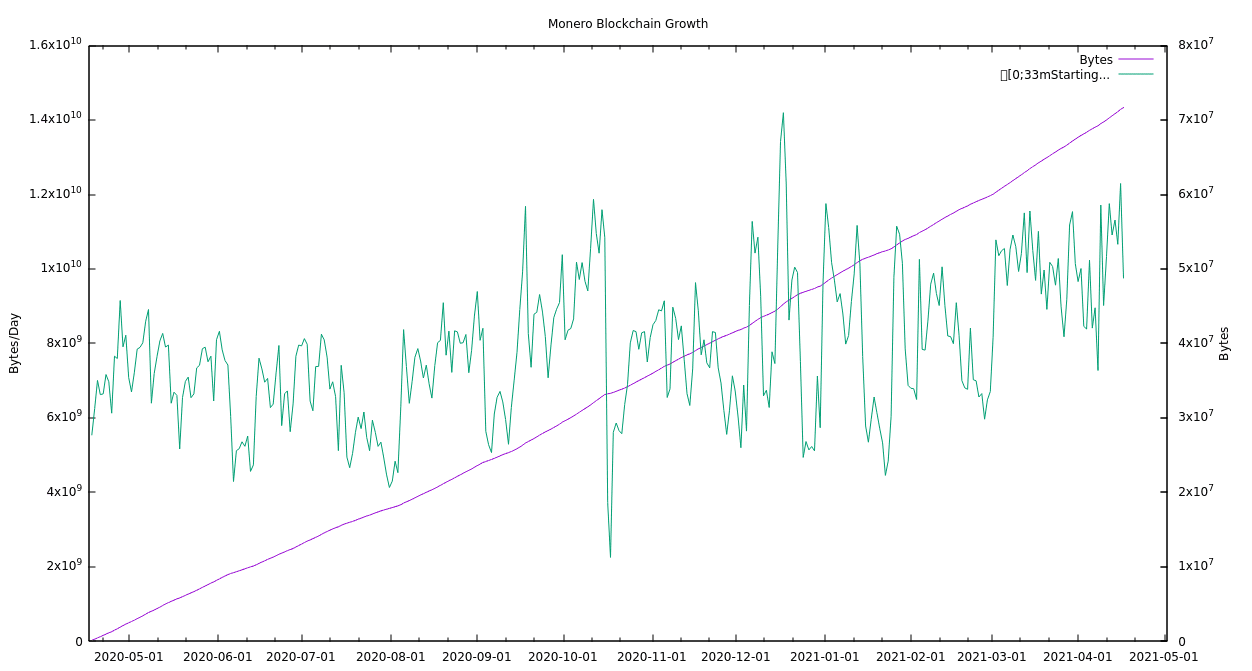 Monero Blockchain Growth
Bytes
▯[0;33mStarting...
Bytes/Day
1.6x10^10
1.4x10^10
1.2x10^10
1x10^10
8x10^9
6x10^9
4x10^9
2x10^9
0
8x10^7
7x10^7
6x10^7
5x10^7
4x10^7
3x10^7
2x10^7
1x10^7
0
Bytes
2020-05-01 2020-06-01 2020-07-01 2020-08-01 2020-09-01 2020-10-01 2020-11-01 2020-12-01 2021-01-01 2021-02-01 2021-03-01 2021-04-01 2021-05-01